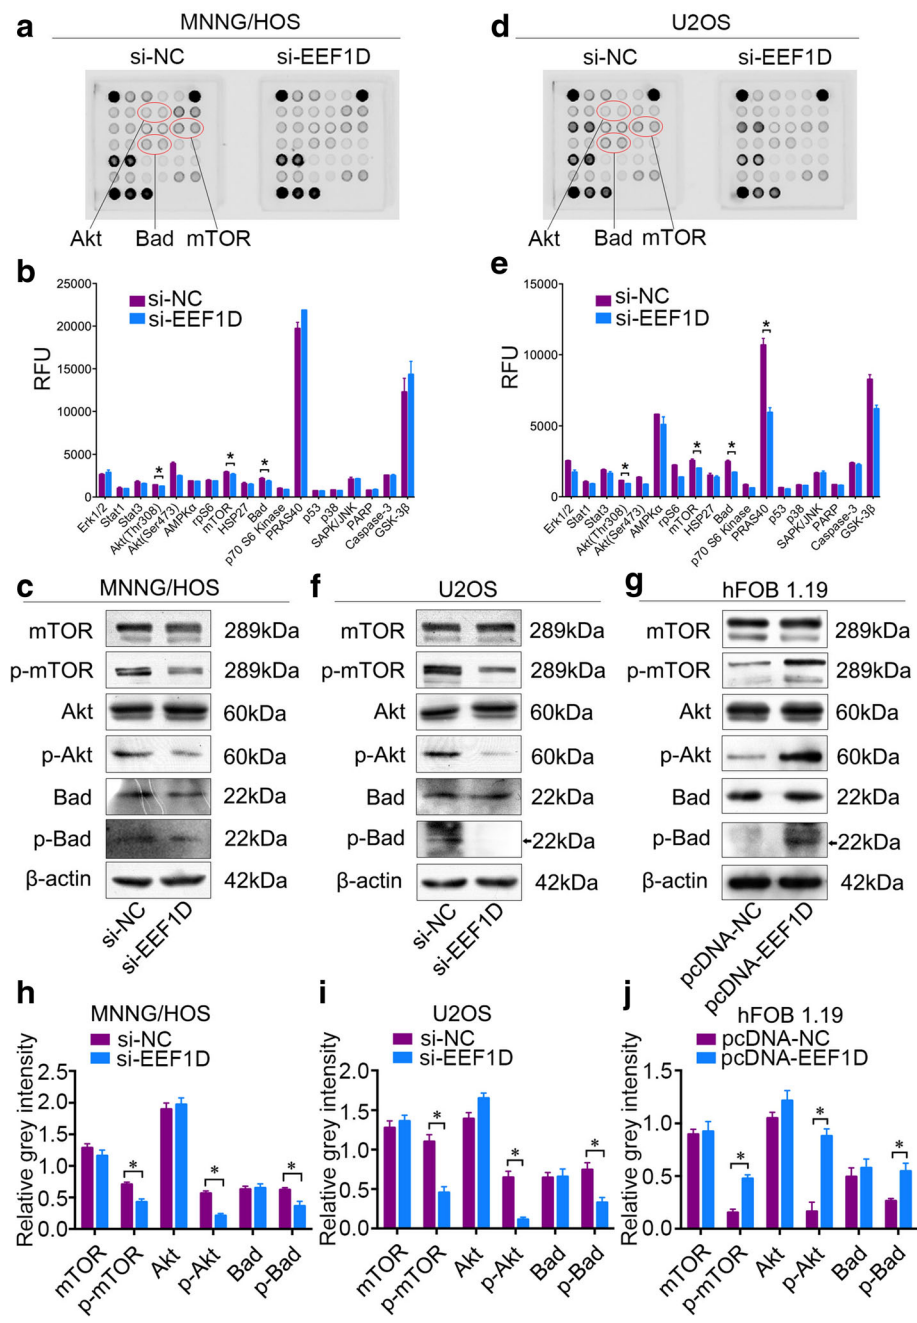 a
MNNG/HOS
si-NC
si-EEF1D
Akt
Bad
mTOR
d
U2OS
si-NC
si-EEF1D
Akt
Bad
mTOR
b
25000
20000
15000
10000
5000
0
RFU
si-NC
si-EEF1D
*
*
*
Erk1/2
Stat1
Stat3
Akt(Thr308)
Akt(Ser473)
AMPKα
rpS6
mTOR
HSP27
Bad
p70 S6 Kinase
PRAS40
p53
p38
SAPK/JNK
PARP
Caspase-3
GSK-3β
e
15000
10000
5000
0
RFU
si-NC
si-EEF1D
*
*
*
*
Erk1/2
Stat1
Stat3
Akt(Thr308)
Akt(Ser473)
AMPKα
rpS6
mTOR
HSP27
Bad
p70 S6 Kinase
PRAS40
p53
p38
SAPK/JNK
PARP
Caspase-3
GSK-3β
c
MNNG/HOS
mTOR 289kDa
p-mTOR 289kDa
Akt 60kDa
p-Akt 60kDa
Bad 22kDa
p-Bad 22kDa
β-actin 42kDa
si-NC
si-EEF1D
f
U2OS
mTOR 289kDa
p-mTOR 289kDa
Akt 60kDa
p-Akt 60kDa
Bad 22kDa
p-Bad 22kDa
β-actin 42kDa
si-NC
si-EEF1D
g
hFOB 1.19
mTOR 289kDa
p-mTOR 289kDa
Akt 60kDa
p-Akt 60kDa
Bad 22kDa
p-Bad 22kDa
β-actin 42kDa
pcDNA-NC
pcDNA-EEF1D
h
MNNG/HOS
si-NC
si-EEF1D
Relative grey intensity
2.5
2.0
1.5
1.0
0.5
0.0
*
*
*
mTOR
p-mTOR
Akt
p-Akt
Bad
p-Bad
i
U2OS
si-NC
si-EEF1D
Relative grey intensity
2.0
1.5
1.0
0.5
0.0
*
*
*
mTOR
p-mTOR
Akt
p-Akt
Bad
p-Bad
j
hFOB 1.19
pcDNA-NC
pcDNA-EEF1D
Relative grey intensity
1.5
1.0
0.5
0.0
*
*
*
mTOR
p-mTOR
Akt
p-Akt
Bad
p-Bad